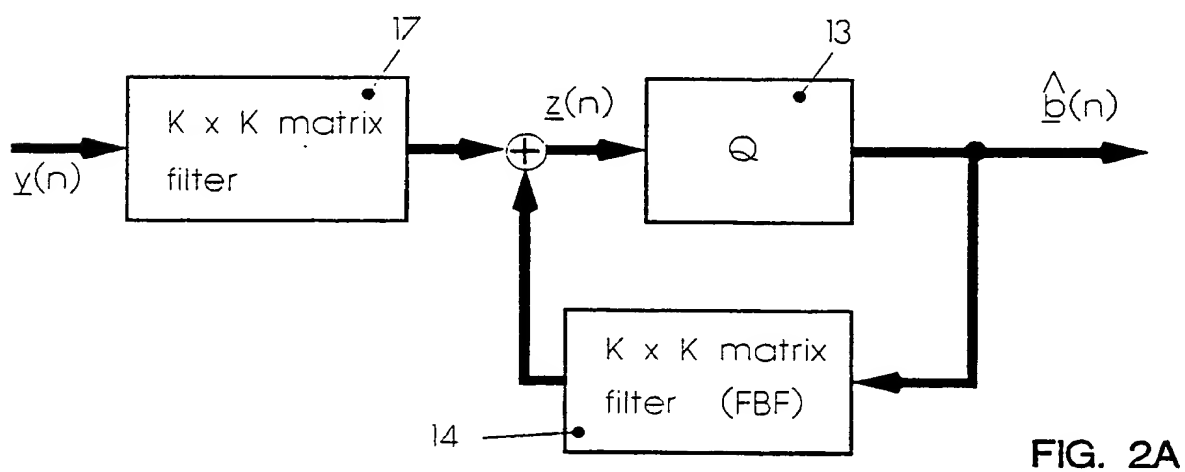 17
13
K x K matrix
filter
y(n)
z(n)
Q
b̂(n)
K x K matrix
filter (FBF)
14
FIG. 2A